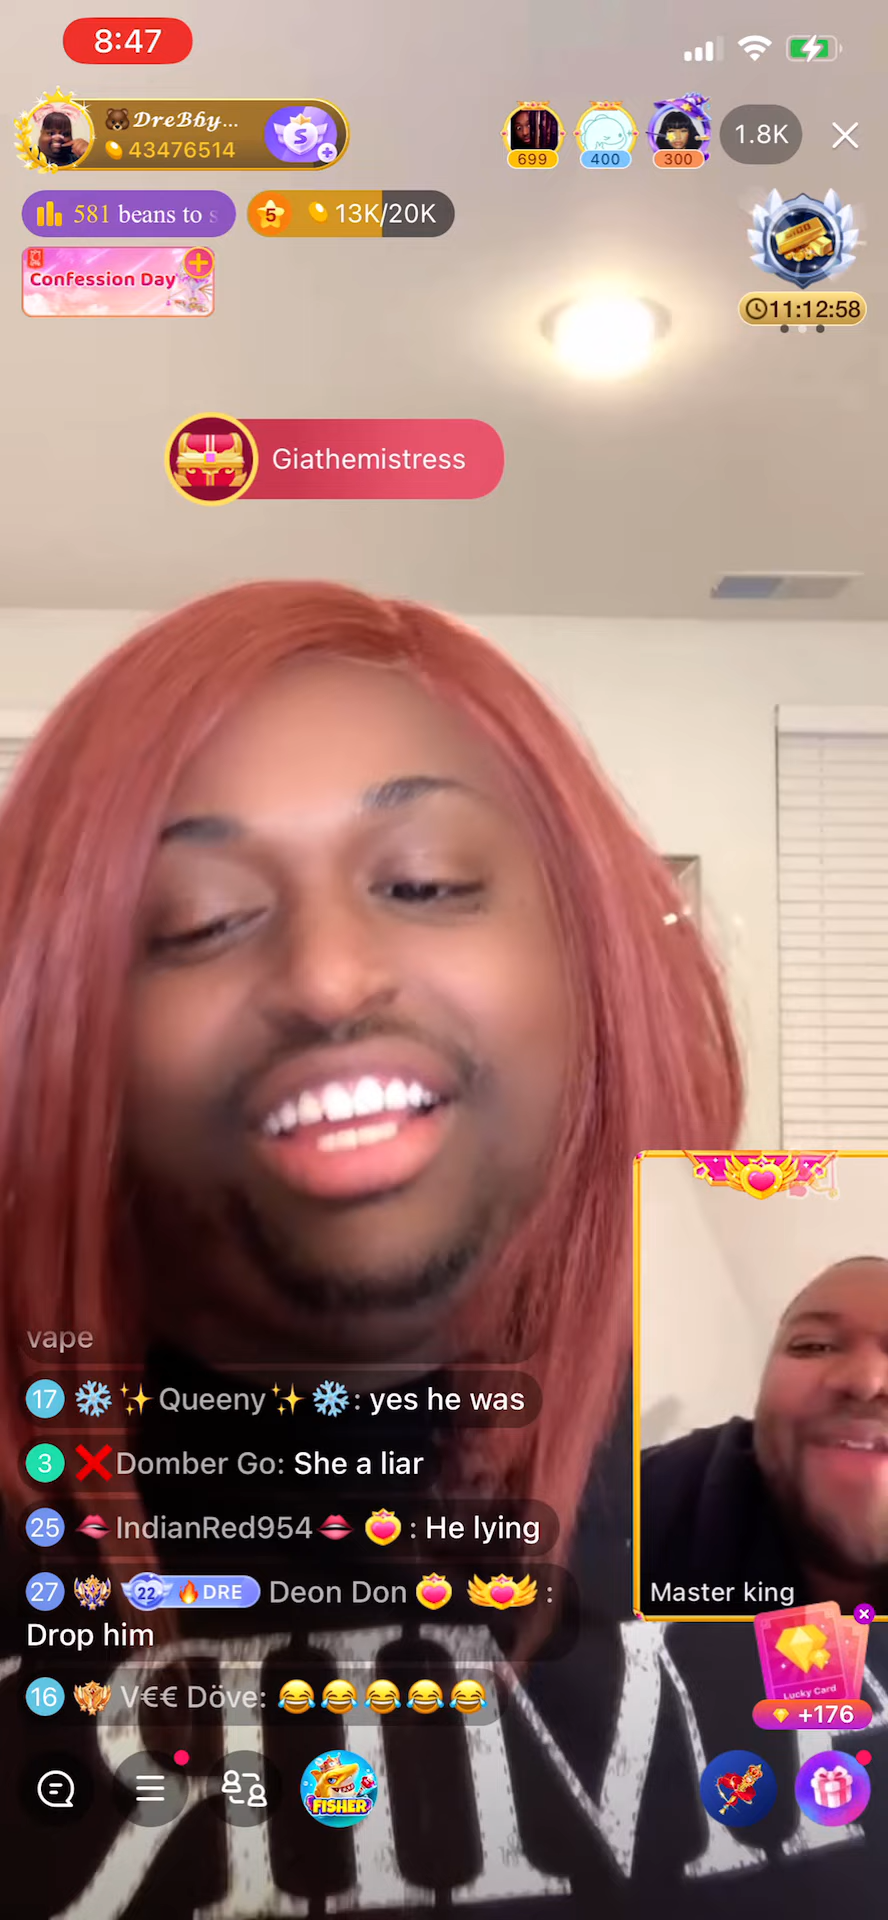 8:47
🐻𝓓𝓻𝓮𝓑𝓫𝔂...
43476514
S
699
400
300
1.8K
581 beans to s
5
13K/20K
Confession Day
11:12:58
Giathemistress
vape
17 ❄️✨Queeny✨❄️: yes he was
3 ❌Domber Go: She a liar
25 🫦IndianRed954👄 : He lying
27 22 🔥DRE Deon Don :
Drop him
16 V€€ Döve: 😂😂😂😂😂
Master king
Lucky Card
+176
FISHER